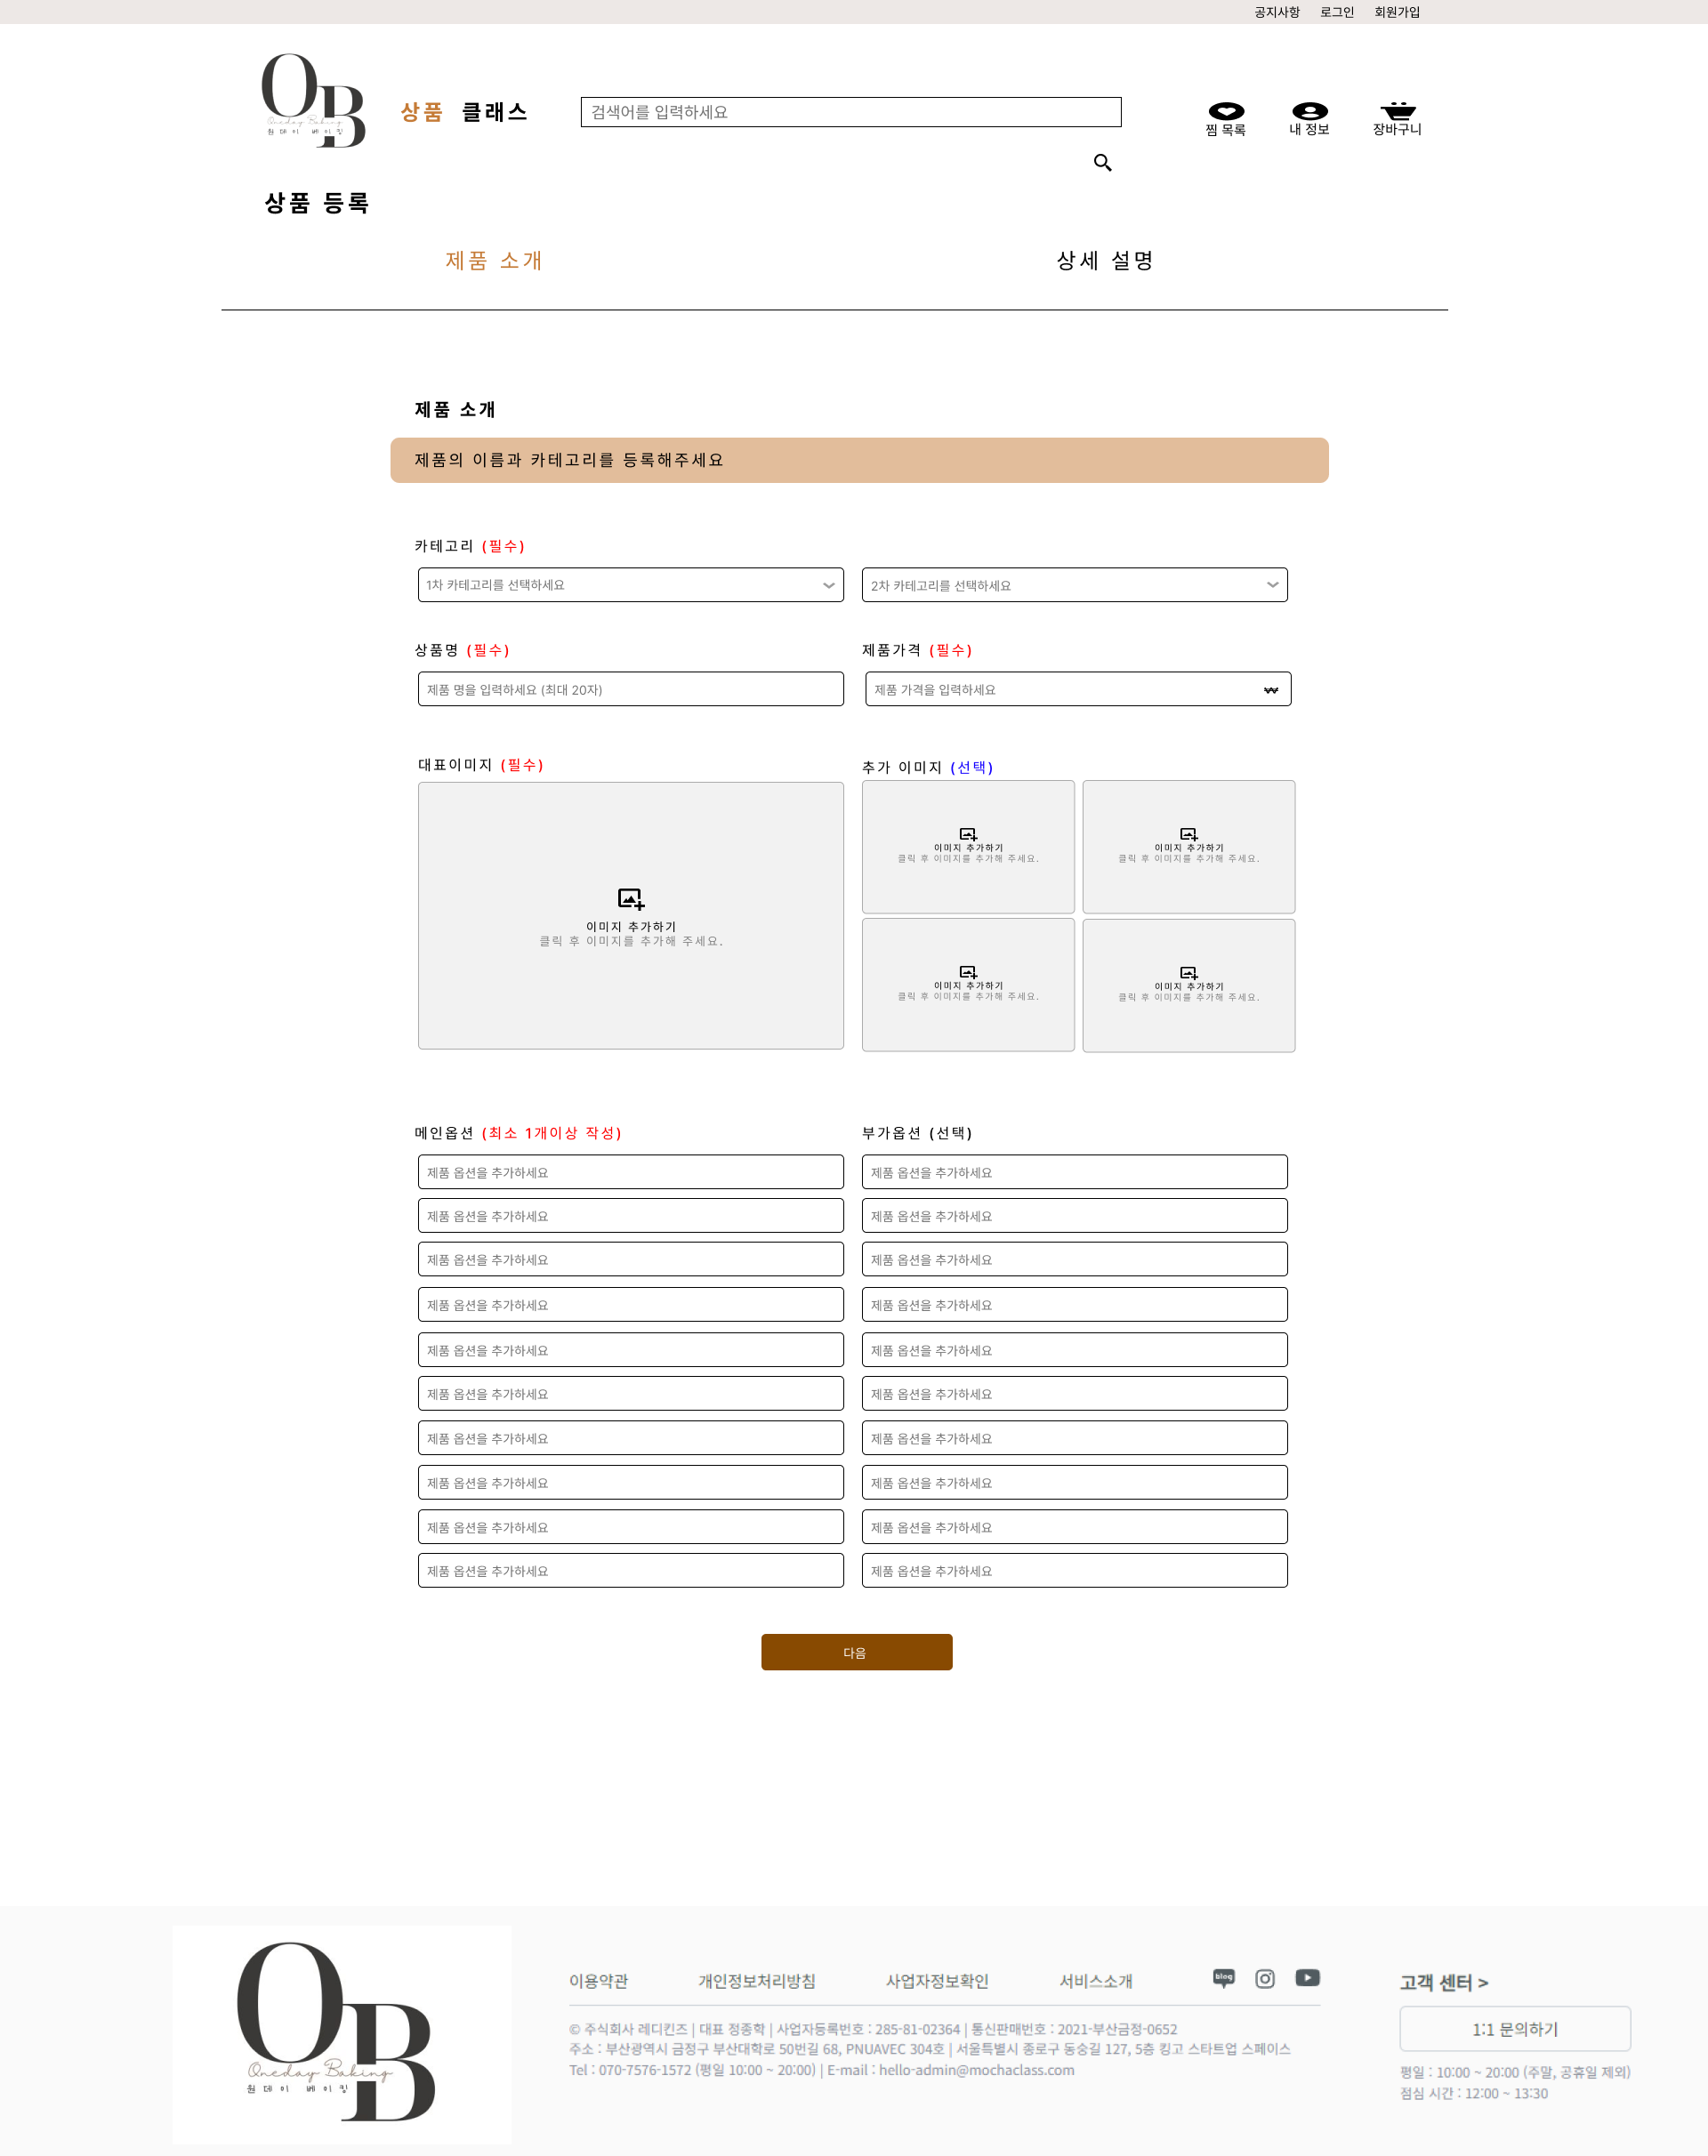 공지사항 로그인 회원가입
OB
Oneday Baking
원데이 베이킹
상품 클래스
검색어를 입력하세요
찜 목록 내 정보 장바구니
상품 등록
제품 소개 상세 설명
제품 소개
제품의 이름과 카테고리를 등록해주세요
카테고리 (필수)
1차 카테고리를 선택하세요 2차 카테고리를 선택하세요
상품명 (필수) 제품가격 (필수)
제품 명을 입력하세요 (최대 20자) 제품 가격을 입력하세요 ₩
대표이미지 (필수) 추가 이미지 (선택)
이미지 추가하기
클릭 후 이미지를 추가해 주세요.
이미지 추가하기
클릭 후 이미지를 추가해 주세요.
이미지 추가하기
클릭 후 이미지를 추가해 주세요.
이미지 추가하기
클릭 후 이미지를 추가해 주세요.
이미지 추가하기
클릭 후 이미지를 추가해 주세요.
메인옵션 (최소 1개이상 작성) 부가옵션 (선택)
제품 옵션을 추가하세요 제품 옵션을 추가하세요
제품 옵션을 추가하세요 제품 옵션을 추가하세요
제품 옵션을 추가하세요 제품 옵션을 추가하세요
제품 옵션을 추가하세요 제품 옵션을 추가하세요
제품 옵션을 추가하세요 제품 옵션을 추가하세요
제품 옵션을 추가하세요 제품 옵션을 추가하세요
제품 옵션을 추가하세요 제품 옵션을 추가하세요
제품 옵션을 추가하세요 제품 옵션을 추가하세요
제품 옵션을 추가하세요 제품 옵션을 추가하세요
제품 옵션을 추가하세요 제품 옵션을 추가하세요
다음
OB
Oneday Baking
원데이 베이킹
이용약관 개인정보처리방침 사업자정보확인 서비스소개 blog
© 주식회사 레디킨즈 | 대표 정종학 | 사업자등록번호 : 285-81-02364 | 통신판매번호 : 2021-부산금정-0652
주소 : 부산광역시 금정구 부산대학로 50번길 68, PNUAVEC 304호 | 서울특별시 종로구 동숭길 127, 5층 킹고 스타트업 스페이스
Tel : 070-7576-1572 (평일 10:00 ~ 20:00) | E-mail : hello-admin@mochaclass.com
고객 센터 >
1:1 문의하기
평일 : 10:00 ~ 20:00 (주말, 공휴일 제외)
점심 시간 : 12:00 ~ 13:30